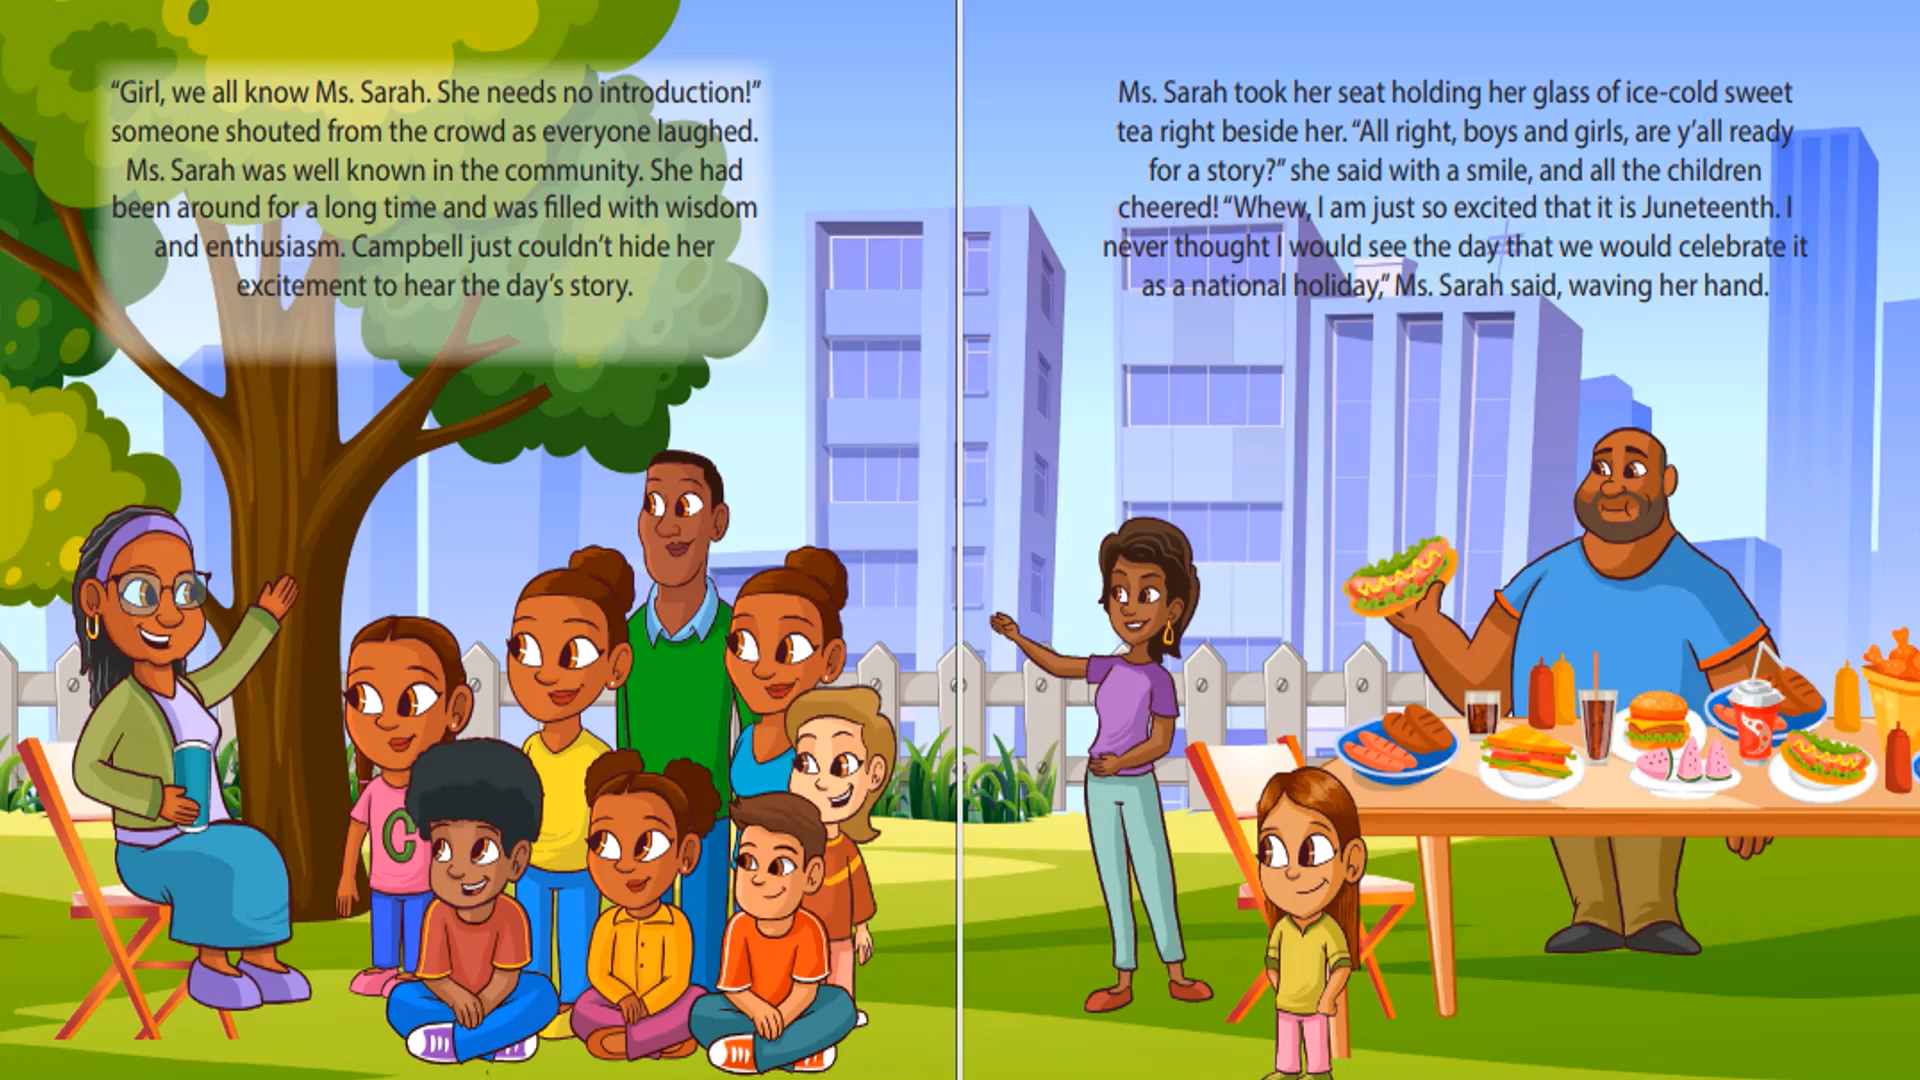 “Girl, we all know Ms. Sarah. She needs no introduction!”
someone shouted from the crowd as everyone laughed.
Ms. Sarah was well known in the community. She had
been around for a long time and was filled with wisdom
and enthusiasm. Campbell just couldn’t hide her
excitement to hear the day’s story.
Ms. Sarah took her seat holding her glass of ice-cold sweet
tea right beside her. “All right, boys and girls, are y’all ready
for a story?” she said with a smile, and all the children
cheered! “Whew, I am just so excited that it is Juneteenth. I
never thought I would see the day that we would celebrate it
as a national holiday,” Ms. Sarah said, waving her hand.
C